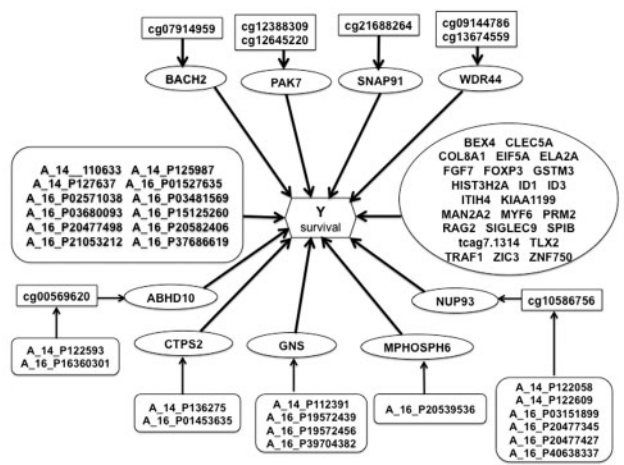 cg07914959
cg12388309
cg12645220
cg21688264
cg09144786
cg13674559
BACH2
PAK7
SNAP91
WDR44
A_14__110633 A_14_P125987
A_14_P127637 A_16_P01527635
A_16_P02571038 A_16_P03481569
A_16_P03680093 A_16_P15125260
A_16_P20477498 A_16_P20582406
A_16_P21053212 A_16_P37686619
Y
survival
BEX4 CLEC5A
COL8A1 EIF5A ELA2A
FGF7 FOXP3 GSTM3
HIST3H2A ID1 ID3
ITIH4 KIAA1199
MAN2A2 MYF6 PRM2
RAG2 SIGLEC9 SPIB
tcag7.1314 TLX2
TRAF1 ZIC3 ZNF750
cg00569620
ABHD10
NUP93
cg10586756
CTPS2
GNS
MPHOSPH6
A_14_P122593
A_16_P16360301
A_14_P136275
A_16_P01453635
A_14_P112391
A_16_P19572439
A_16_P19572456
A_16_P39704382
A_16_P20539536
A_14_P122058
A_14_P122609
A_16_P03151899
A_16_P20477345
A_16_P20477427
A_16_P40638337